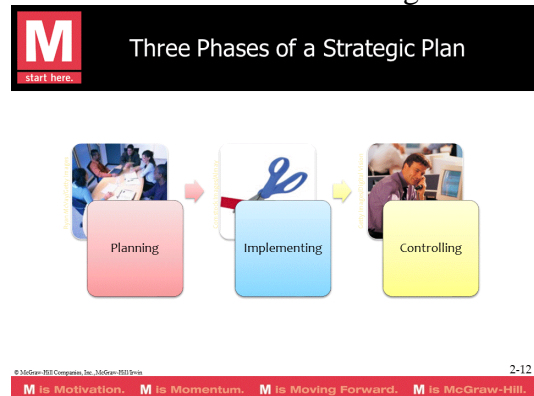 M
start here.
Three Phases of a Strategic Plan
Planning
Implementing
Controlling
© McGraw-Hill Companies, Inc., McGraw-Hill/Irwin
2-12
M is Motivation. M is Momentum. M is Moving Forward. M is McGraw-Hill.